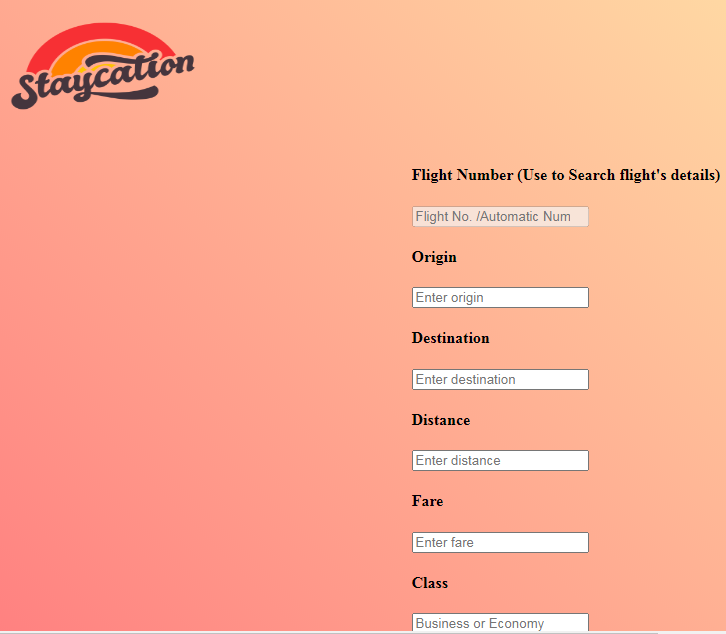 Staycation
Flight Number (Use to Search flight's details)
Flight No. /Automatic Num
Origin
Enter origin
Destination
Enter destination
Distance
Enter distance
Fare
Enter fare
Class
Business or Economy